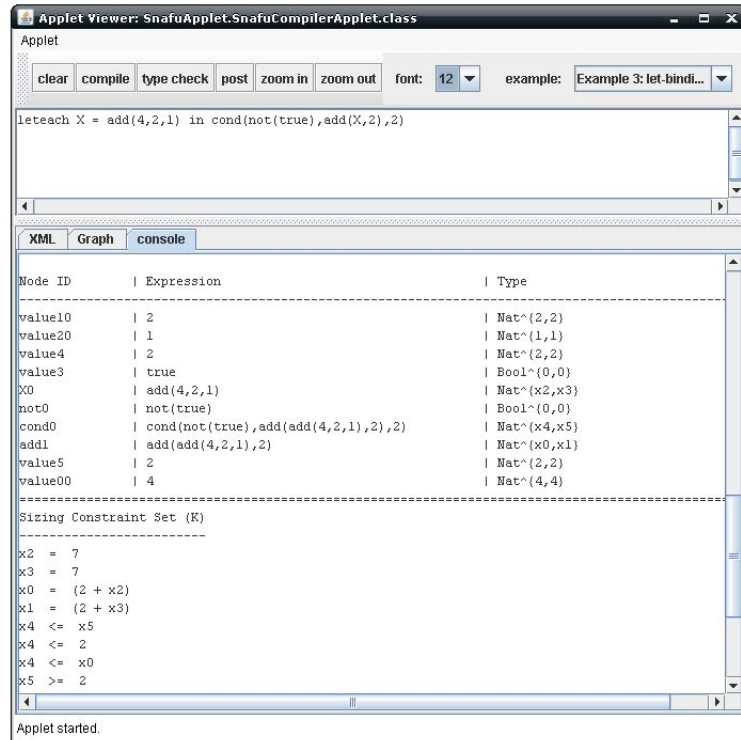 Applet Viewer: SnafuApplet.SnafuCompilerApplet.class
Applet
clear compile type check post zoom in zoom out font: 12 example: Example 3: let-bindi...
leteach X = add(4,2,1) in cond(not(true),add(X,2),2)
XML Graph console
Node ID | Expression | Type
--------------------------------------------------------------------------------
value10 | 2 | Nat^{2,2}
value20 | 1 | Nat^{1,1}
value4 | 2 | Nat^{2,2}
value3 | true | Bool^{0,0}
X0 | add(4,2,1) | Nat^{x2,x3}
not0 | not(true) | Bool^{0,0}
cond0 | cond(not(true),add(add(4,2,1),2),2) | Nat^{x4,x5}
add1 | add(add(4,2,1),2) | Nat^{x0,x1}
value5 | 2 | Nat^{2,2}
value00 | 4 | Nat^{4,4}
================================================================================
Sizing Constraint Set (K)
-------------------------
x2 = 7
x3 = 7
x0 = (2 + x2)
x1 = (2 + x3)
x4 <= x5
x4 <= 2
x4 <= x0
x5 >= 2
Applet started.